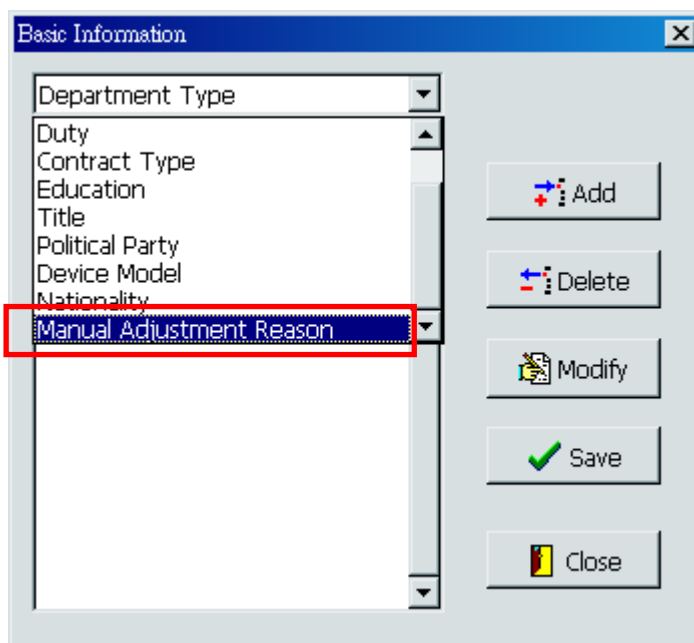 Basic Information
Department Type
Duty
Contract Type
Education
Title
Political Party
Device Model
Nationality
Manual Adjustment Reason
Add
Delete
Modify
Save
Close